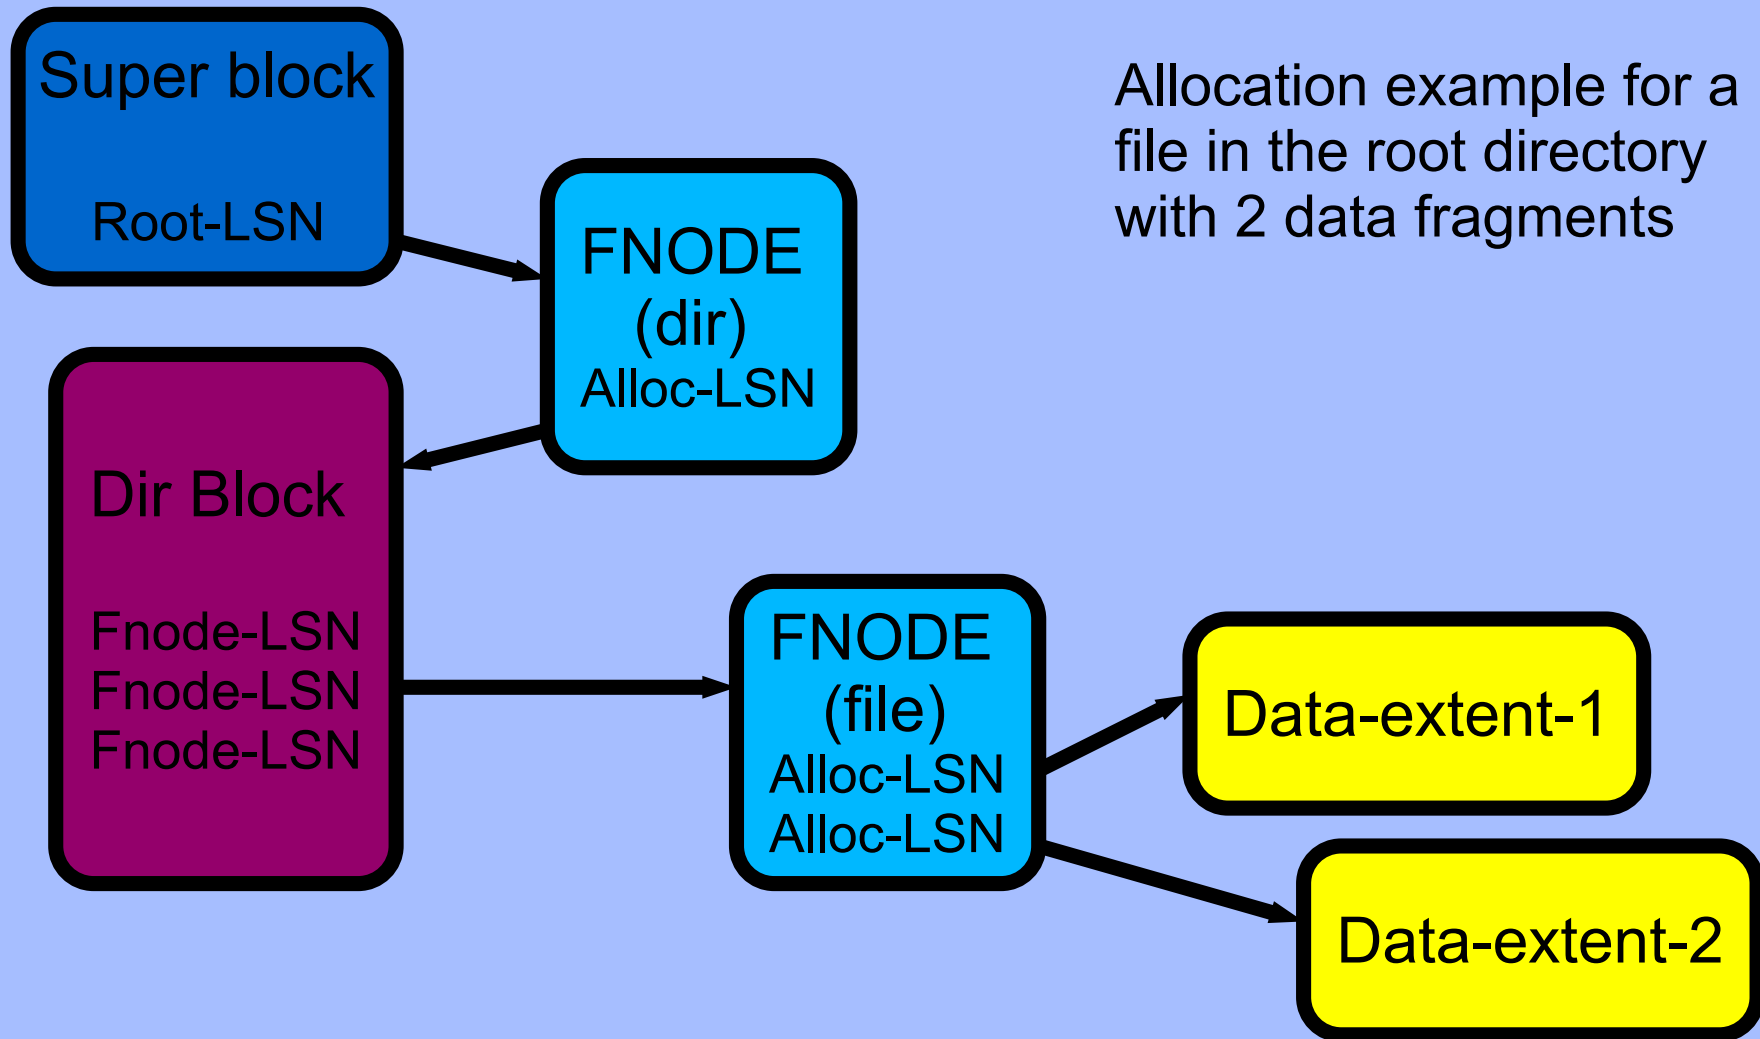 Super block
Root-LSN
Allocation example for a
file in the root directory
with 2 data fragments
FNODE
(dir)
Alloc-LSN
Dir Block
Fnode-LSN
Fnode-LSN
Fnode-LSN
FNODE
(file)
Alloc-LSN
Alloc-LSN
Data-extent-1
Data-extent-2